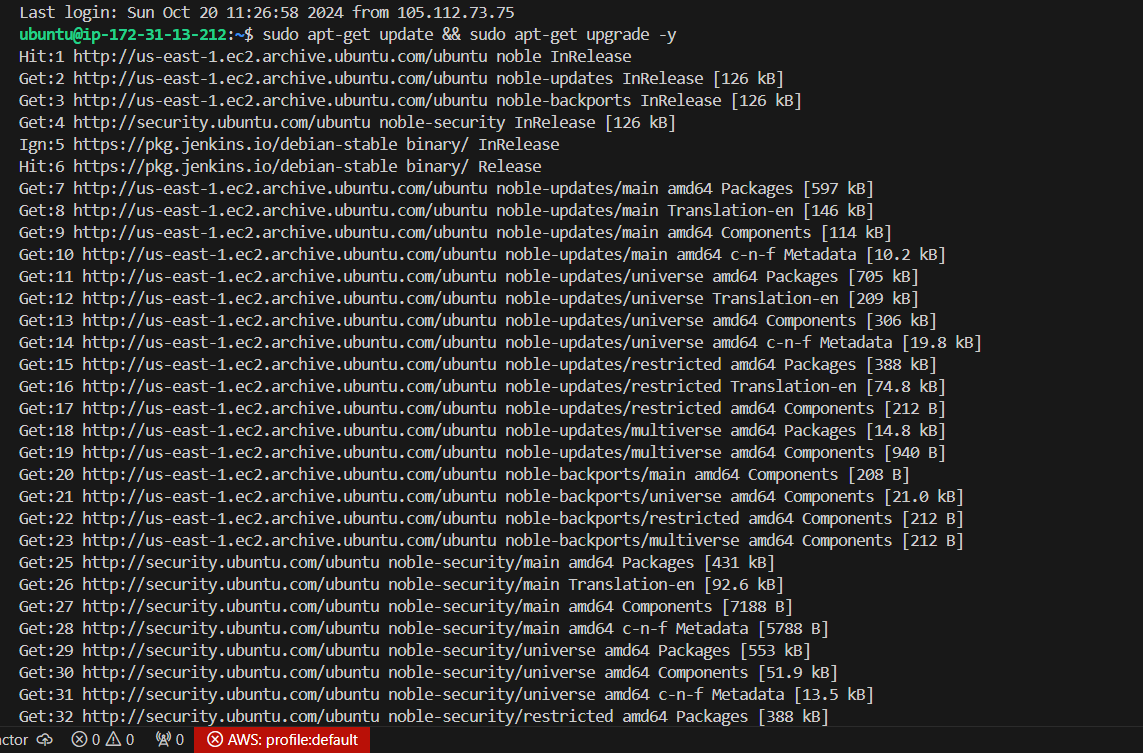 Last login: Sun Oct 20 11:26:58 2024 from 105.112.73.75
ubuntu@ip-172-31-13-212:~$ sudo apt-get update && sudo apt-get upgrade -y
Hit:1 http://us-east-1.ec2.archive.ubuntu.com/ubuntu noble InRelease
Get:2 http://us-east-1.ec2.archive.ubuntu.com/ubuntu noble-updates InRelease [126 kB]
Get:3 http://us-east-1.ec2.archive.ubuntu.com/ubuntu noble-backports InRelease [126 kB]
Get:4 http://security.ubuntu.com/ubuntu noble-security InRelease [126 kB]
Ign:5 https://pkg.jenkins.io/debian-stable binary/ InRelease
Hit:6 https://pkg.jenkins.io/debian-stable binary/ Release
Get:7 http://us-east-1.ec2.archive.ubuntu.com/ubuntu noble-updates/main amd64 Packages [597 kB]
Get:8 http://us-east-1.ec2.archive.ubuntu.com/ubuntu noble-updates/main Translation-en [146 kB]
Get:9 http://us-east-1.ec2.archive.ubuntu.com/ubuntu noble-updates/main amd64 Components [114 kB]
Get:10 http://us-east-1.ec2.archive.ubuntu.com/ubuntu noble-updates/main amd64 c-n-f Metadata [10.2 kB]
Get:11 http://us-east-1.ec2.archive.ubuntu.com/ubuntu noble-updates/universe amd64 Packages [705 kB]
Get:12 http://us-east-1.ec2.archive.ubuntu.com/ubuntu noble-updates/universe Translation-en [209 kB]
Get:13 http://us-east-1.ec2.archive.ubuntu.com/ubuntu noble-updates/universe amd64 Components [306 kB]
Get:14 http://us-east-1.ec2.archive.ubuntu.com/ubuntu noble-updates/universe amd64 c-n-f Metadata [19.8 kB]
Get:15 http://us-east-1.ec2.archive.ubuntu.com/ubuntu noble-updates/restricted amd64 Packages [388 kB]
Get:16 http://us-east-1.ec2.archive.ubuntu.com/ubuntu noble-updates/restricted Translation-en [74.8 kB]
Get:17 http://us-east-1.ec2.archive.ubuntu.com/ubuntu noble-updates/restricted amd64 Components [212 B]
Get:18 http://us-east-1.ec2.archive.ubuntu.com/ubuntu noble-updates/multiverse amd64 Packages [14.8 kB]
Get:19 http://us-east-1.ec2.archive.ubuntu.com/ubuntu noble-updates/multiverse amd64 Components [940 B]
Get:20 http://us-east-1.ec2.archive.ubuntu.com/ubuntu noble-backports/main amd64 Components [208 B]
Get:21 http://us-east-1.ec2.archive.ubuntu.com/ubuntu noble-backports/universe amd64 Components [21.0 kB]
Get:22 http://us-east-1.ec2.archive.ubuntu.com/ubuntu noble-backports/restricted amd64 Components [212 B]
Get:23 http://us-east-1.ec2.archive.ubuntu.com/ubuntu noble-backports/multiverse amd64 Components [212 B]
Get:25 http://security.ubuntu.com/ubuntu noble-security/main amd64 Packages [431 kB]
Get:26 http://security.ubuntu.com/ubuntu noble-security/main Translation-en [92.6 kB]
Get:27 http://security.ubuntu.com/ubuntu noble-security/main amd64 Components [7188 B]
Get:28 http://security.ubuntu.com/ubuntu noble-security/main amd64 c-n-f Metadata [5788 B]
Get:29 http://security.ubuntu.com/ubuntu noble-security/universe amd64 Packages [553 kB]
Get:30 http://security.ubuntu.com/ubuntu noble-security/universe amd64 Components [51.9 kB]
Get:31 http://security.ubuntu.com/ubuntu noble-security/universe amd64 c-n-f Metadata [13.5 kB]
Get:32 http://security.ubuntu.com/ubuntu noble-security/restricted amd64 Packages [388 kB]
actor 0 0 0 AWS: profile:default